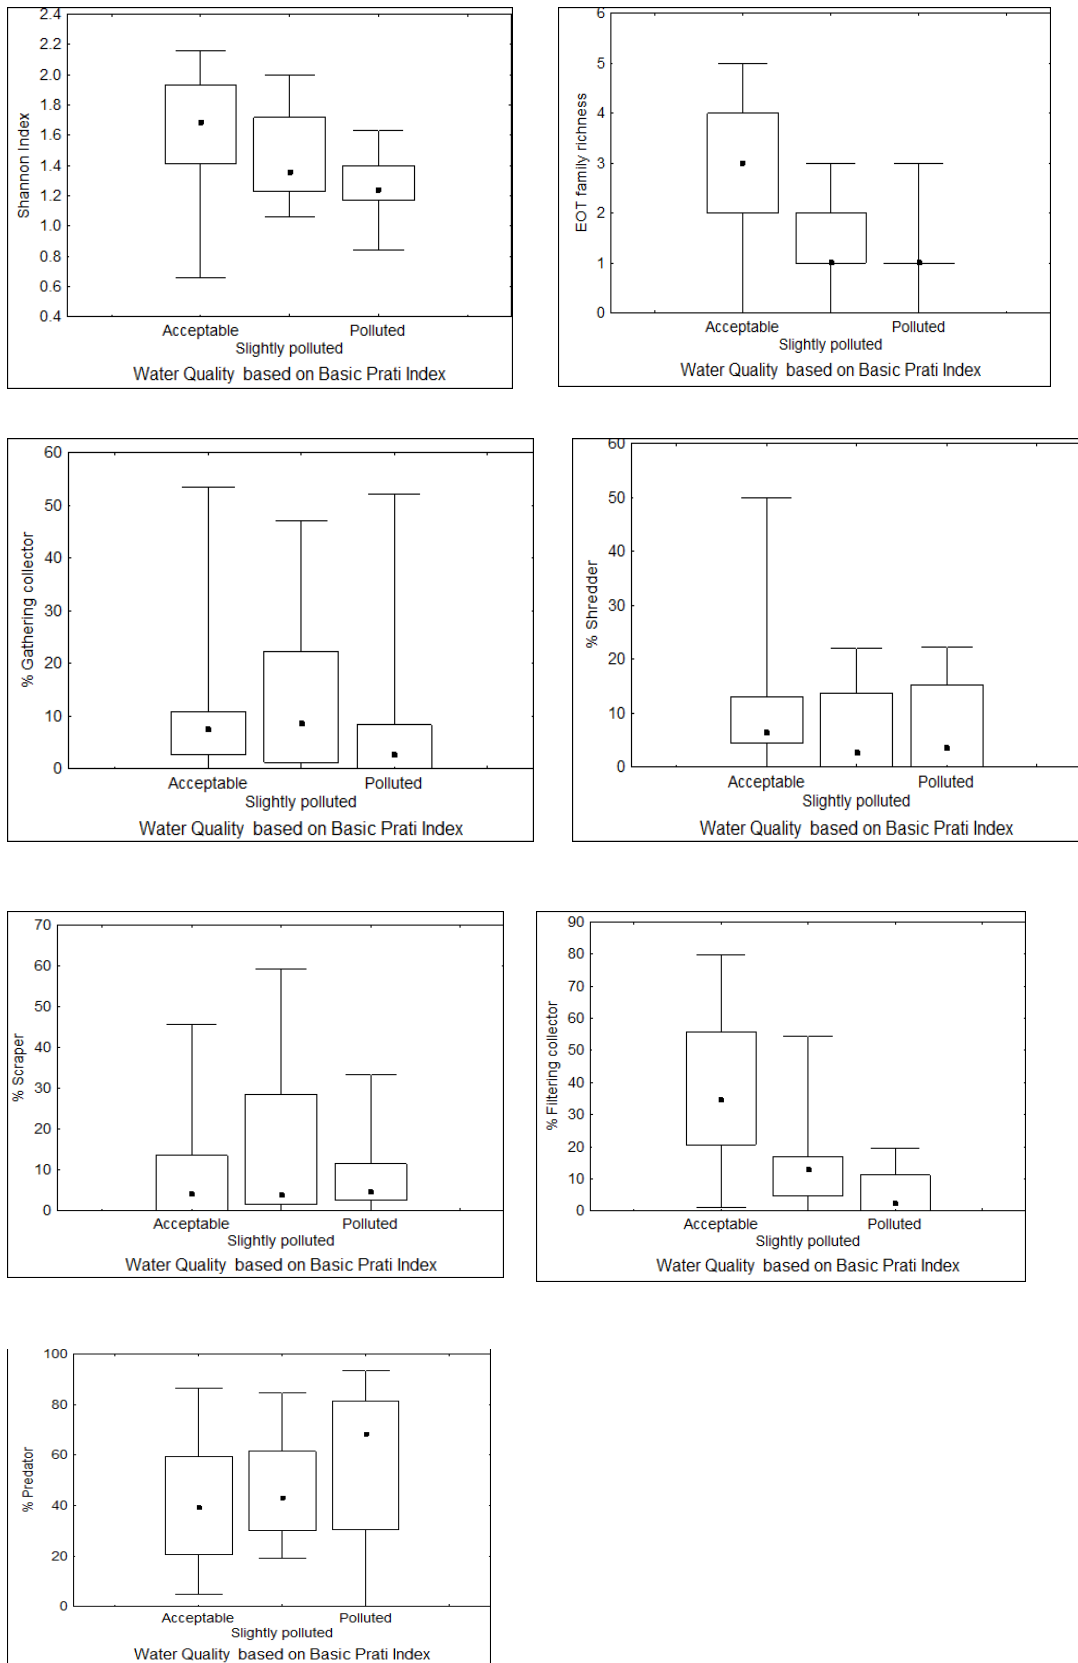 2.4
2.2
2.0
1.8
1.6
1.4
1.2
1.0
0.8
0.6
0.4
Shannon Index
Acceptable Polluted
Slightly polluted
Water Quality based on Basic Prati Index
6
5
4
3
2
1
0
EOT family richness
Acceptable Polluted
Slightly polluted
Water Quality based on Basic Prati Index
60
50
40
30
20
10
0
% Gathering collector
Acceptable Polluted
Slightly polluted
Water Quality based on Basic Prati Index
60
50
40
30
20
10
0
% Shredder
Acceptable Polluted
Slightly polluted
Water Quality based on Basic Prati Index
70
60
50
40
30
20
10
0
% Scraper
Acceptable Polluted
Slightly polluted
Water Quality based on Basic Prati Index
90
80
70
60
50
40
30
20
10
0
% Filtering collector
Acceptable Polluted
Slightly polluted
Water Quality based on Basic Prati Index
100
80
60
40
20
0
% Predator
Acceptable Polluted
Slightly polluted
Water Quality based on Basic Prati Index